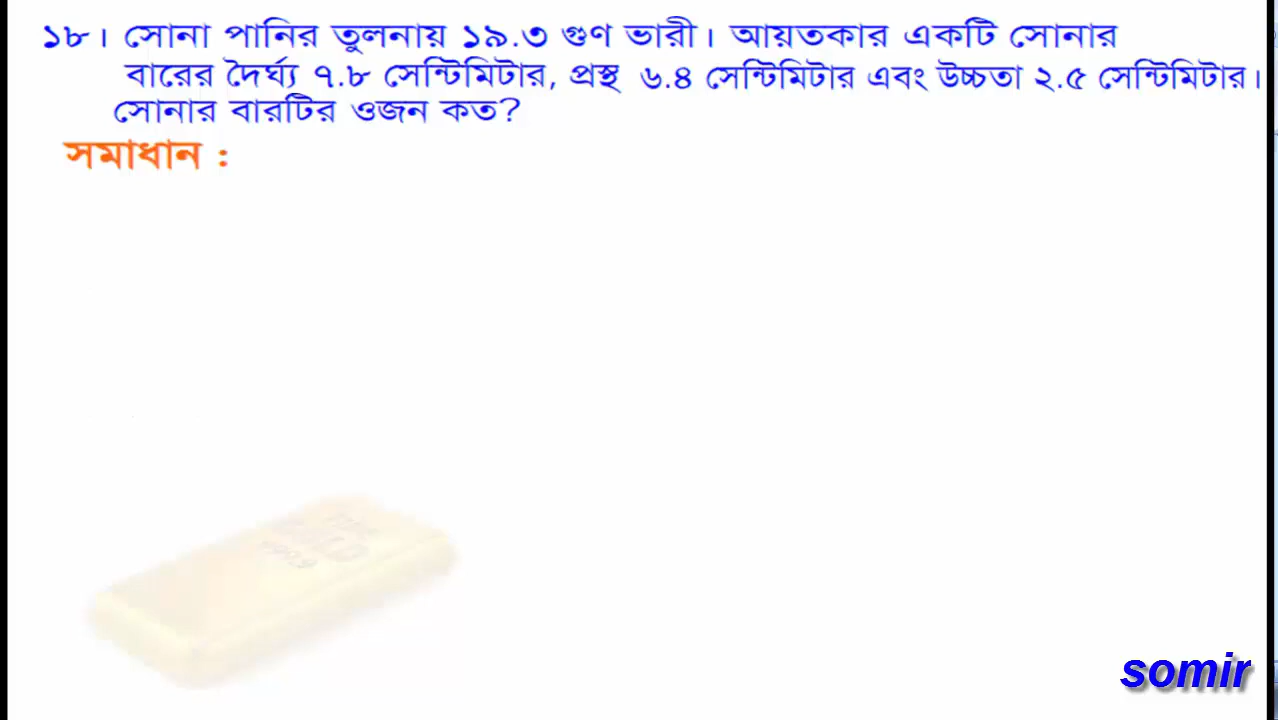 ১৮। সোনা পানির তুলনায় ১৯.৩ গুণ ভারী। আয়তকার একটি সোনার
বারের দৈর্ঘ্য ৭.৮ সেন্টিমিটার, প্রস্থ ৬.৪ সেন্টিমিটার এবং উচ্চতা ২.৫ সেন্টিমিটার।
সোনার বারটির ওজন কত?
সমাধান :
somir